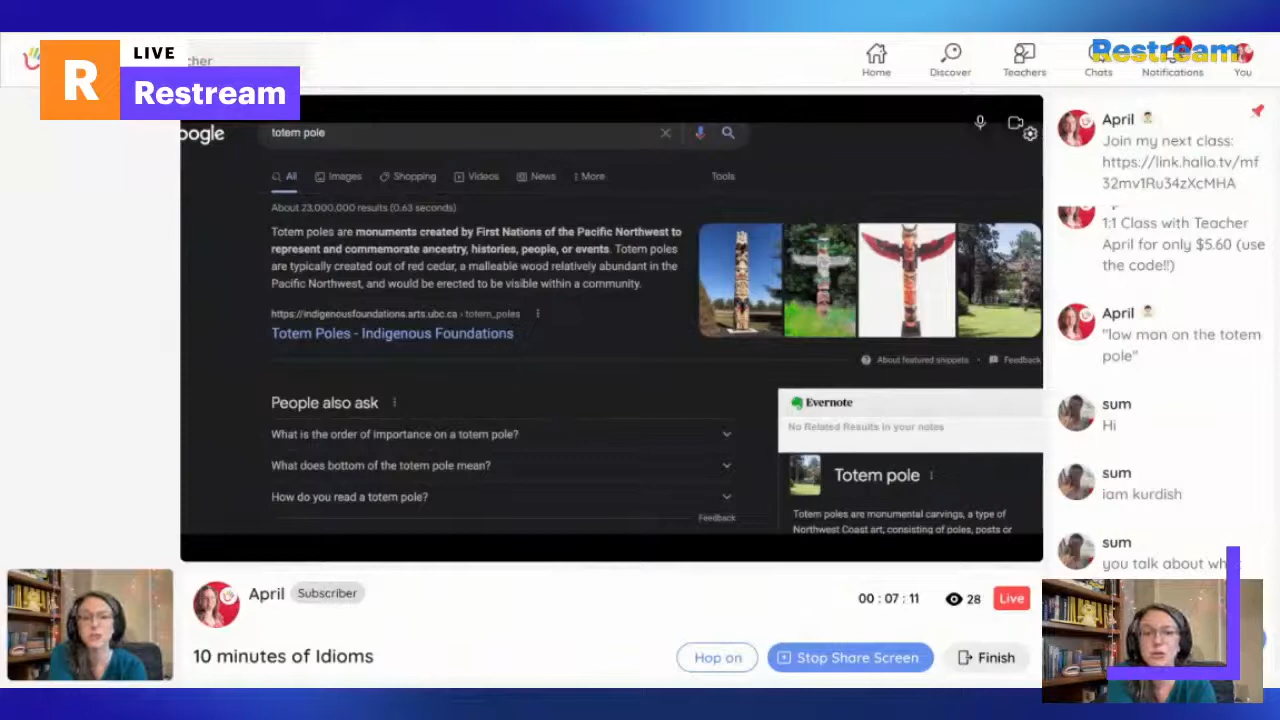 R
LIVE
Restream
cher
Home
Discover
Teachers
Chats
Notifications
You
Restream
oogle
totem pole
All
Images
Shopping
Videos
News
More
Tools
About 23,000,000 results (0.63 seconds)
Totem poles are monuments created by First Nations of the Pacific Northwest to
represent and commemorate ancestry, histories, people, or events. Totem poles
are typically created out of red cedar, a malleable wood relatively abundant in the
Pacific Northwest, and would be erected to be visible within a community.
https://indigenousfoundations.arts.ubc.ca › totem_poles
Totem Poles - Indigenous Foundations
About featured snippets
Feedback
People also ask
What is the order of importance on a totem pole?
What does bottom of the totem pole mean?
How do you read a totem pole?
Feedback
Evernote
No Related Results in your notes
Totem pole
Totem poles are monumental carvings, a type of
Northwest Coast art, consisting of poles, posts or
April
Join my next class:
https://link.hallo.tv/mf
32mv1Ru34zXcMHA
1:1 Class with Teacher
April for only $5.60 (use
the code!!)
April
"low man on the totem
pole"
sum
Hi
sum
iam kurdish
sum
you talk about
April
Subscriber
00 : 07 : 11
28
Live
10 minutes of Idioms
Hop on
Stop Share Screen
Finish